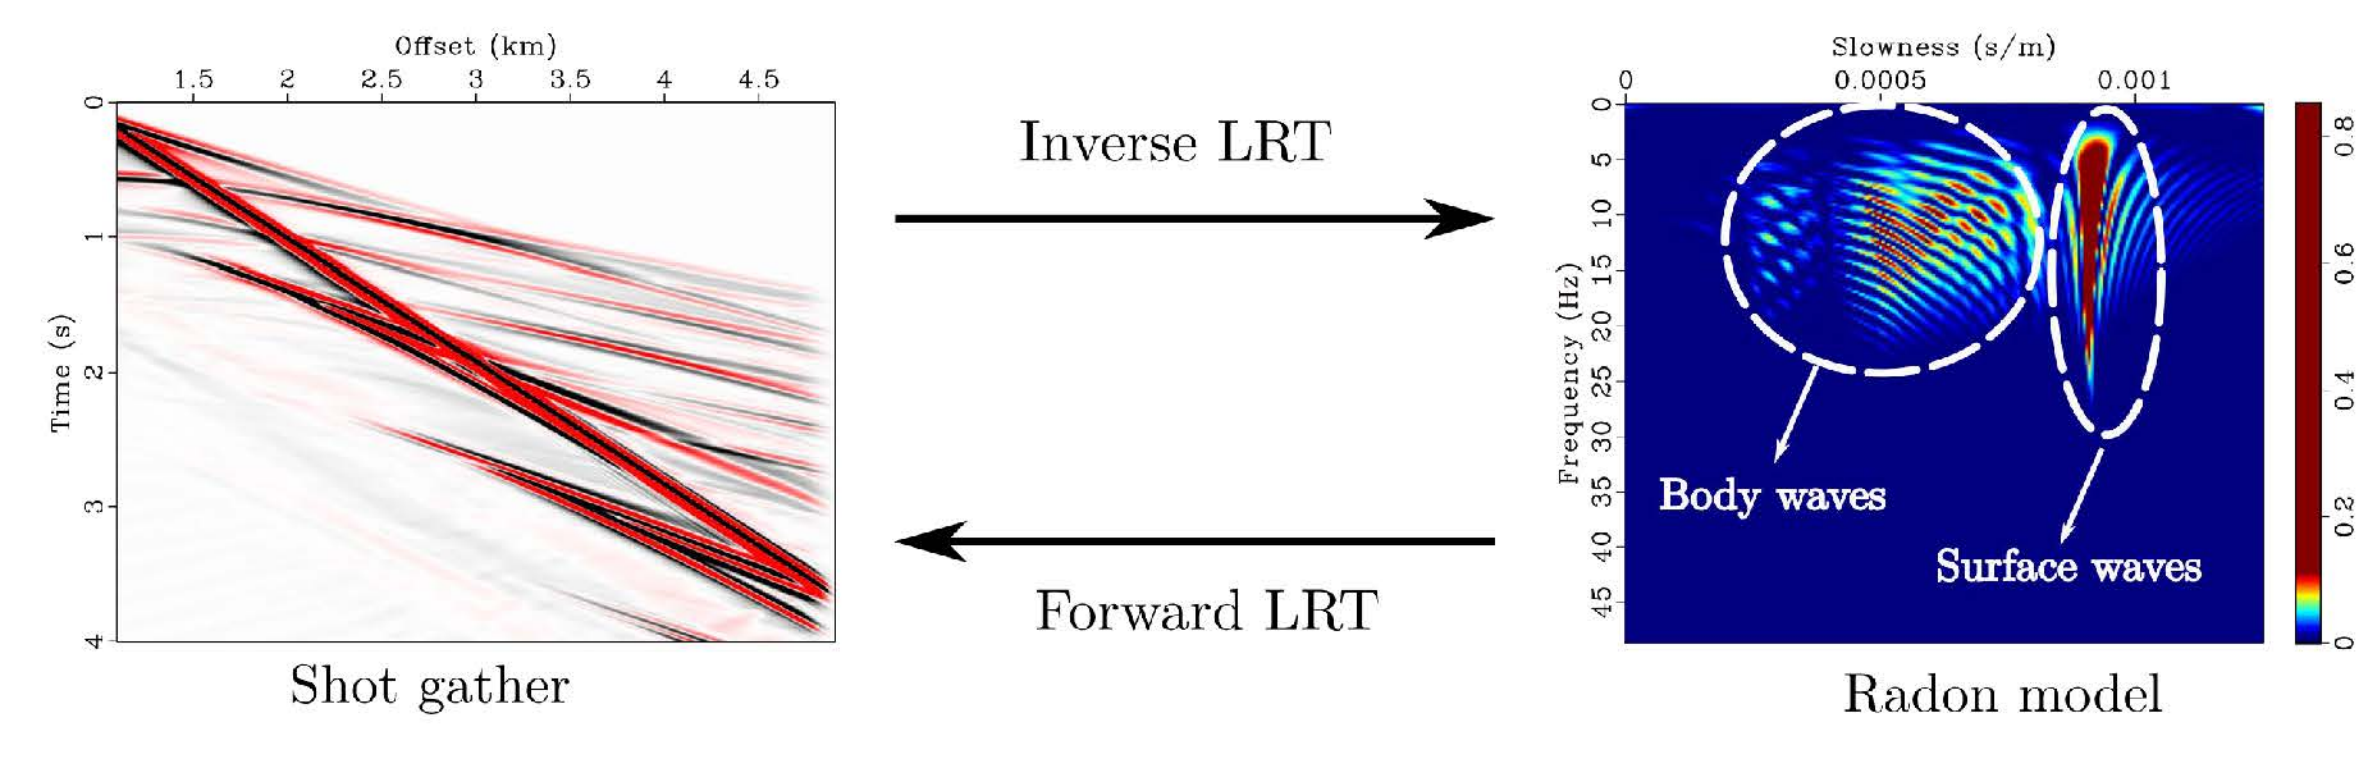 Offset (km)
1.5 2 2.5 3 3.5 4 4.5
Time (s)
0
1
2
3
4
Shot gather
Inverse LRT
Forward LRT
Slowness (s/m)
0 0.0005 0.001
Frequency (Hz)
0
5
10
15
20
25
30
35
40
45
Body waves
Surface waves
0.8
0.6
0.4
0.2
0
Radon model